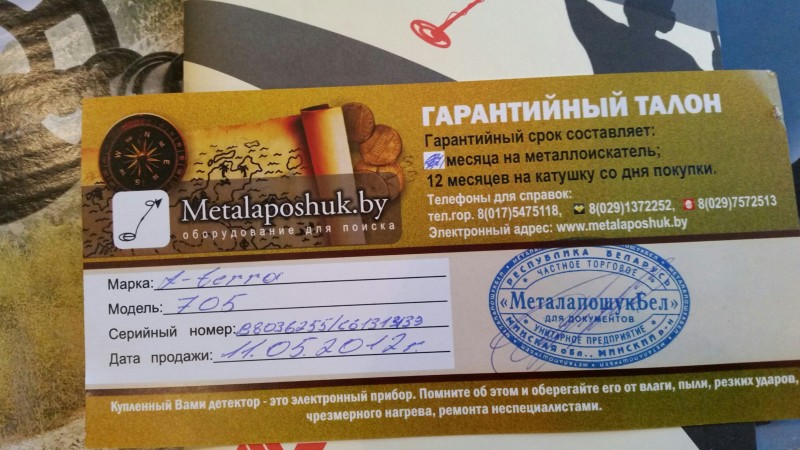 ГАРАНТИЙНЫЙ ТАЛОН
Гарантийный срок составляет:
месяца на металлоискатель;
12 месяцев на катушку со дня покупки.
Телефоны для справок:
тел.гор. 8(017)5475118, 8(029)1372252, 8(029)7572513
Электронный адрес: www.metalaposhuk.by
Metalaposhuk.by
оборудование для поиска
Марка: X-terra
Модель: 705
Серийный номер:
Дата продажи: 11.05.2012г.
РЕСПУБЛИКА БЕЛАРУСЬ
ЧАСТНОЕ ТОРГОВОЕ
«МеталапошукБел»
ДЛЯ ДОКУМЕНТОВ
УНИТАРНОЕ ПРЕДПРИЯТИЕ
МИНСКАЯ обл., МИНСКИЙ р-н
Купленный Вами детектор - это электронный прибор. Помните об этом и оберегайте его от влаги, пыли, резких ударов,
чрезмерного нагрева, ремонта неспециалистами.